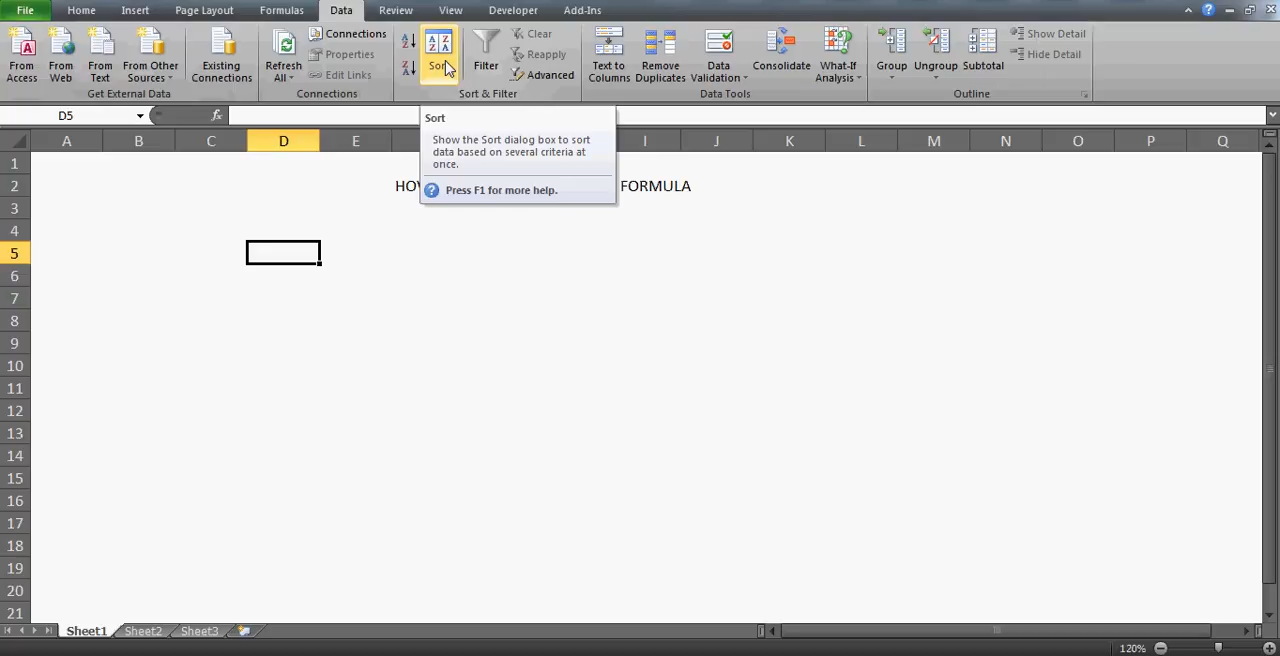 File Home Insert Page Layout Formulas Data Review View Developer Add-Ins
From Access
From Web
From Text
From Other Sources
Existing Connections
Get External Data
Refresh All
Connections
Properties
Edit Links
Connections
Sort
Filter
Clear
Reapply
Advanced
Sort & Filter
Text to Columns
Remove Duplicates
Data Validation
Consolidate
What-If Analysis
Data Tools
Group
Ungroup
Subtotal
Show Detail
Hide Detail
Outline
D5 fx
Sort
Show the Sort dialog box to sort
data based on several criteria at
once.
Press F1 for more help.
A B C D E I J K L M N O P Q
1
2 FORMULA
3
4
5
6
7
8
9
10
11
12
13
14
15
16
17
18
19
20
21
Sheet1 Sheet2 Sheet3
120%